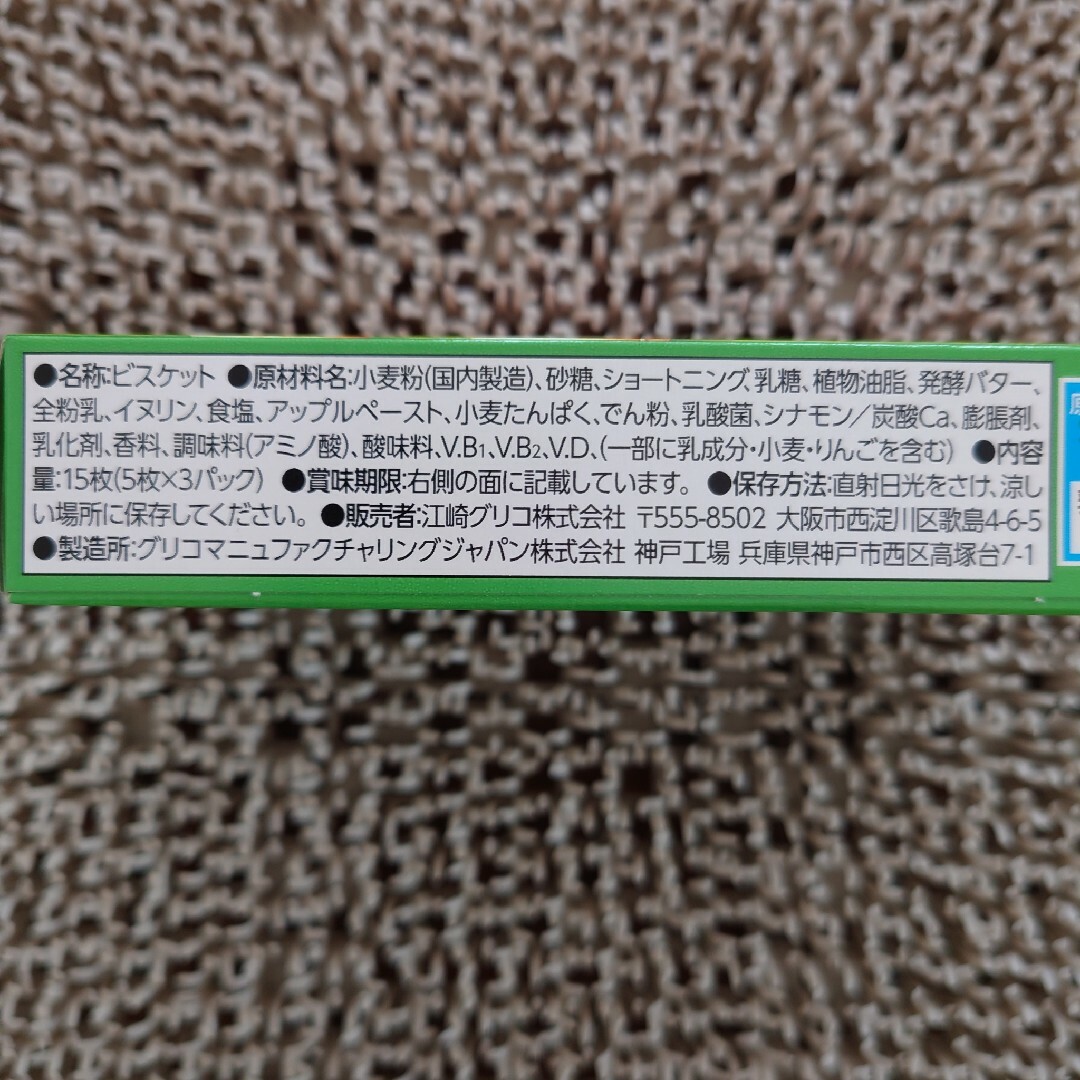 ●名称:ビスケット ●原材料名:小麦粉(国内製造)、砂糖、ショートニング、乳糖、植物油脂、発酵バター、
全粉乳、イヌリン、食塩、アップルペースト、小麦たんぱく、でん粉、乳酸菌、シナモン／炭酸Ca、膨脹剤、
乳化剤、香料、調味料(アミノ酸)、酸味料、V.B₁、V.B₂、V.D、(一部に乳成分・小麦・りんごを含む) ●内容
量:15枚(5枚×3パック) ●賞味期限:右側の面に記載しています。 ●保存方法:直射日光をさけ、涼し
い場所に保存してください。 ●販売者:江崎グリコ株式会社 〒555-8502 大阪市西淀川区歌島4-6-5
●製造所:グリコマニュファクチャリングジャパン株式会社 神戸工場 兵庫県神戸市西区高塚台7-1